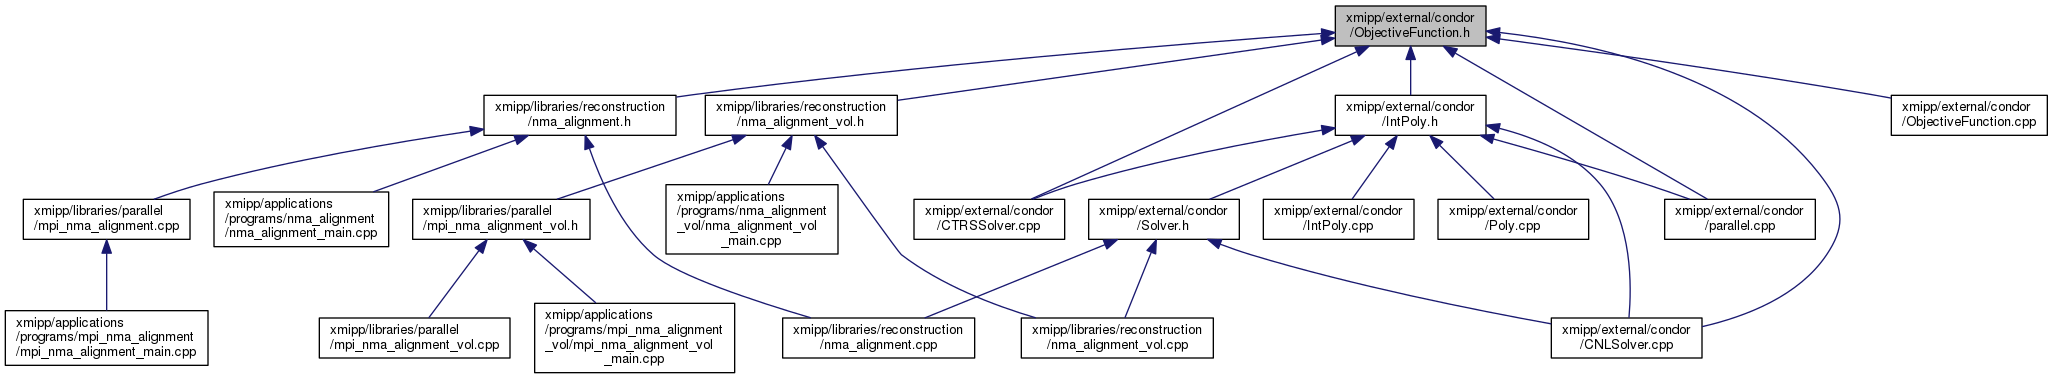 xmipp/external/condor
/ObjectiveFunction.h
xmipp/libraries/reconstruction
/nma_alignment.h
xmipp/libraries/reconstruction
/nma_alignment_vol.h
xmipp/external/condor
/IntPoly.h
xmipp/external/condor
/ObjectiveFunction.cpp
xmipp/libraries/parallel
/mpi_nma_alignment.cpp
xmipp/applications
/programs/nma_alignment
/nma_alignment_main.cpp
xmipp/libraries/parallel
/mpi_nma_alignment_vol.h
xmipp/applications
/programs/nma_alignment
_vol/nma_alignment_vol
_main.cpp
xmipp/external/condor
/CTRSSolver.cpp
xmipp/external/condor
/Solver.h
xmipp/external/condor
/IntPoly.cpp
xmipp/external/condor
/Poly.cpp
xmipp/external/condor
/parallel.cpp
xmipp/applications
/programs/mpi_nma_alignment
/mpi_nma_alignment_main.cpp
xmipp/libraries/parallel
/mpi_nma_alignment_vol.cpp
xmipp/applications
/programs/mpi_nma_alignment
_vol/mpi_nma_alignment_vol
_main.cpp
xmipp/libraries/reconstruction
/nma_alignment.cpp
xmipp/libraries/reconstruction
/nma_alignment_vol.cpp
xmipp/external/condor
/CNLSolver.cpp